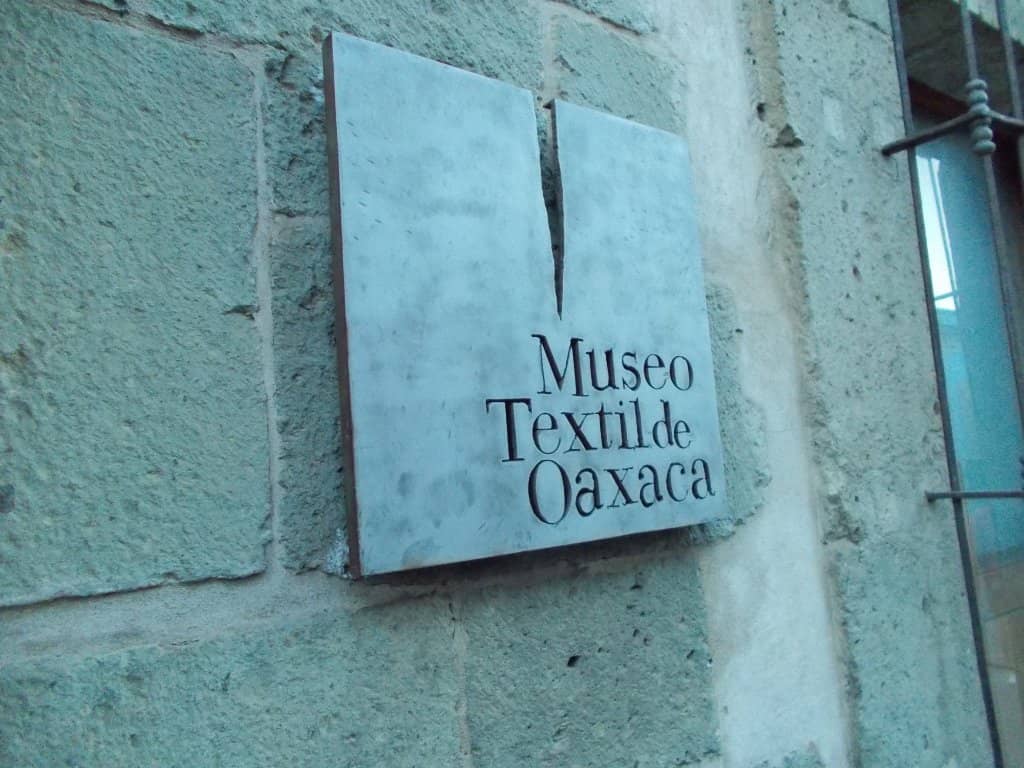 Museo
Textil de
Oaxaca